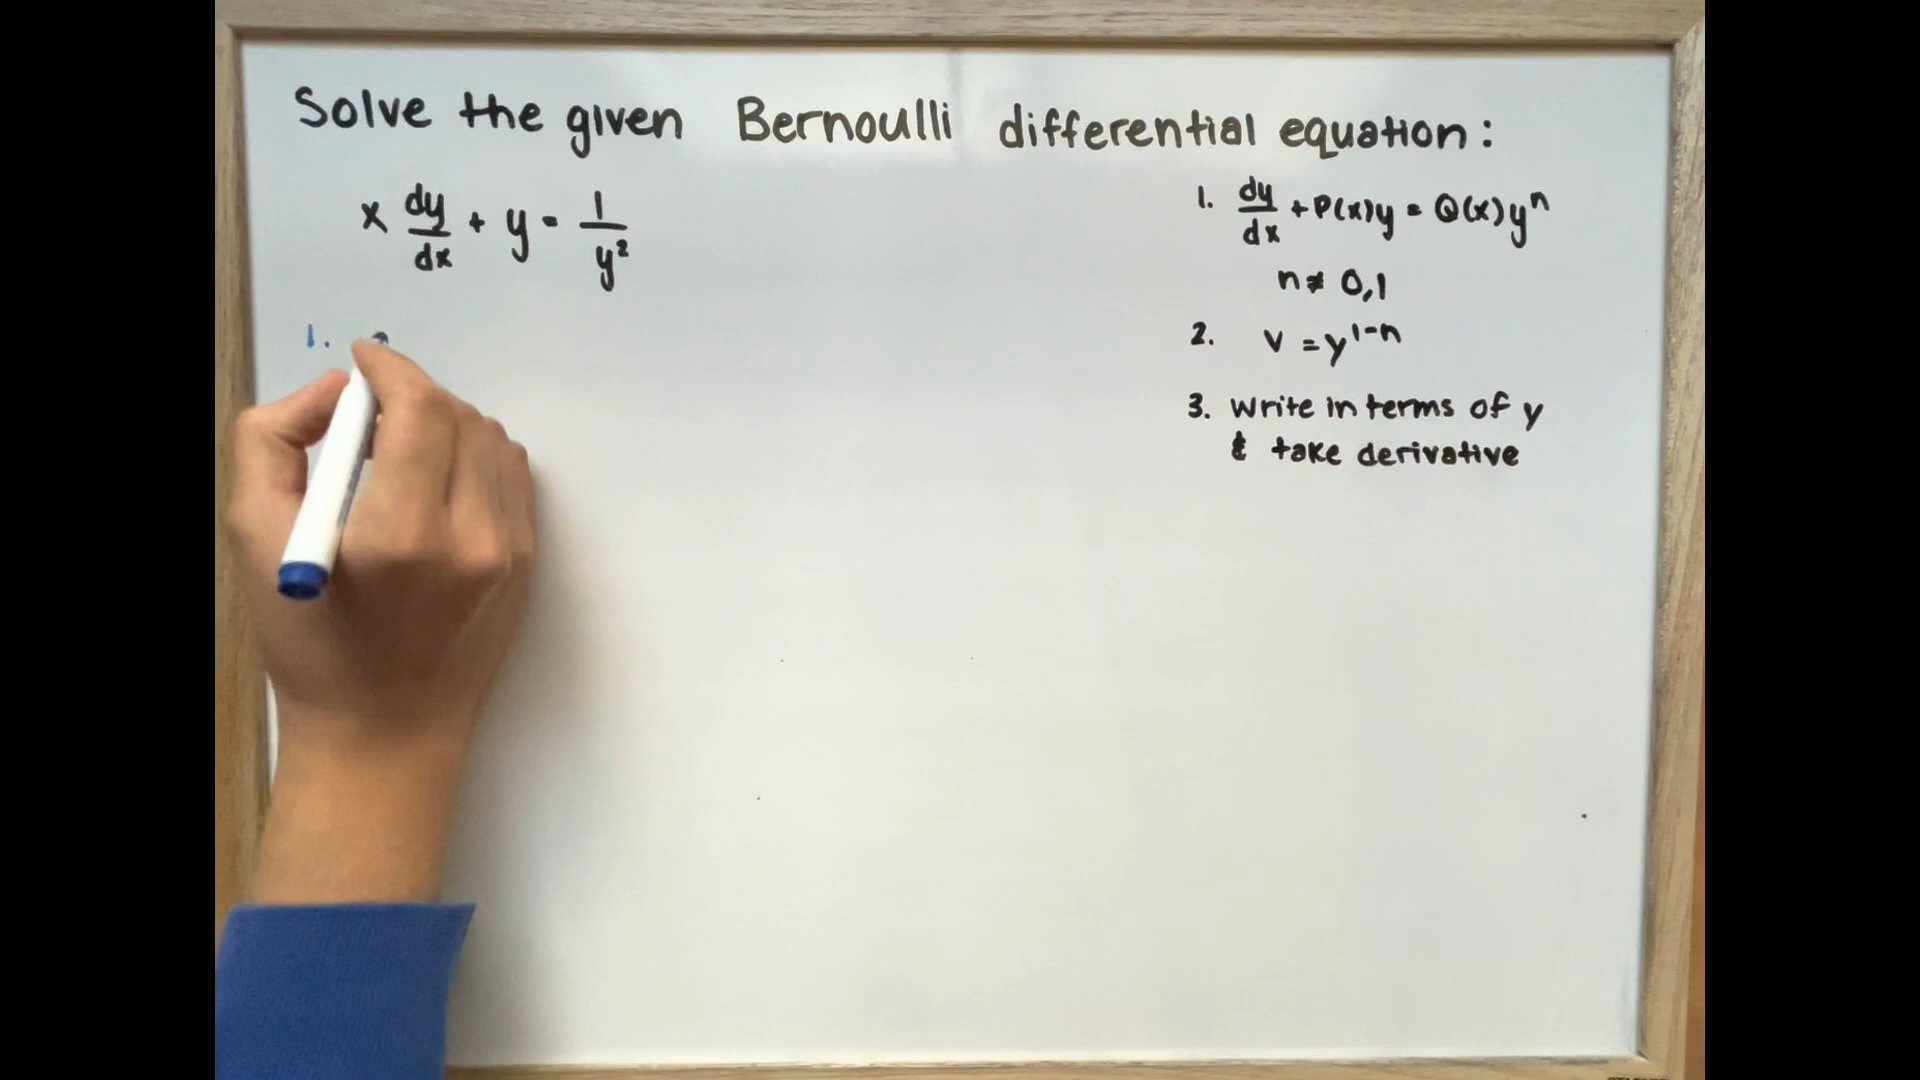 Solve the given Bernoulli differential equation:
x dy/dx + y = 1/y²
1.
1. dy/dx + P(x)y = Q(x)yⁿ
n ≠ 0,1
2. v = y¹⁻ⁿ
3. write in terms of y
& take derivative